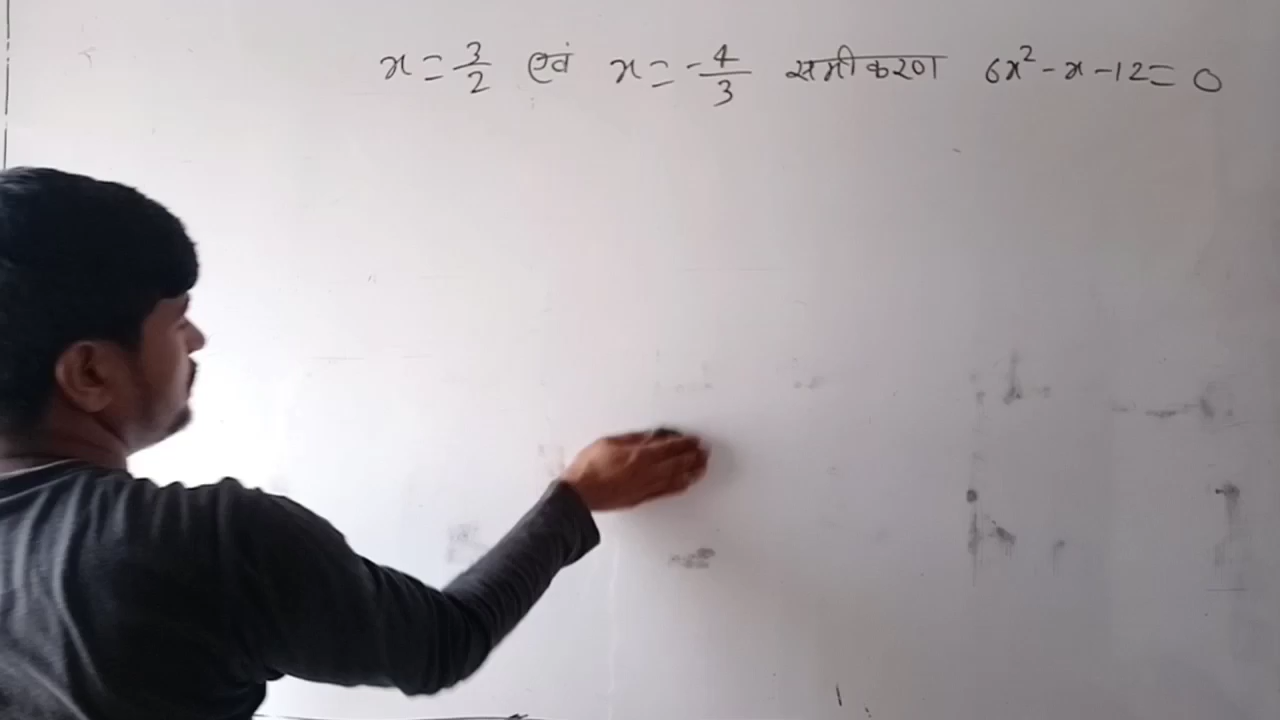 x = 3/2 एवं x = -4/3 समीकरण 6x² - x - 12 = 0